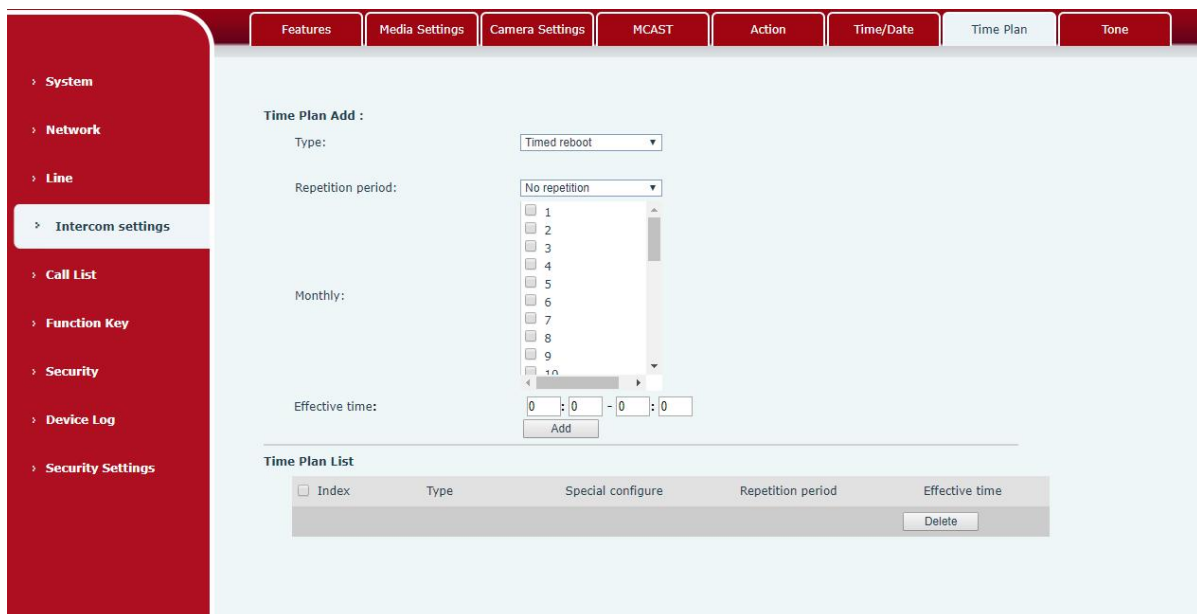 Features Media Settings Camera Settings MCAST Action Time/Date Time Plan Tone
› System
› Network
› Line
› Intercom settings
› Call List
› Function Key
› Security
› Device Log
› Security Settings
Time Plan Add :
Type: Timed reboot
Repetition period: No repetition
Monthly:
1
2
3
4
5
6
7
8
9
10
Effective time: 0 : 0 - 0 : 0
Add
Time Plan List
Index Type Special configure Repetition period Effective time
Delete